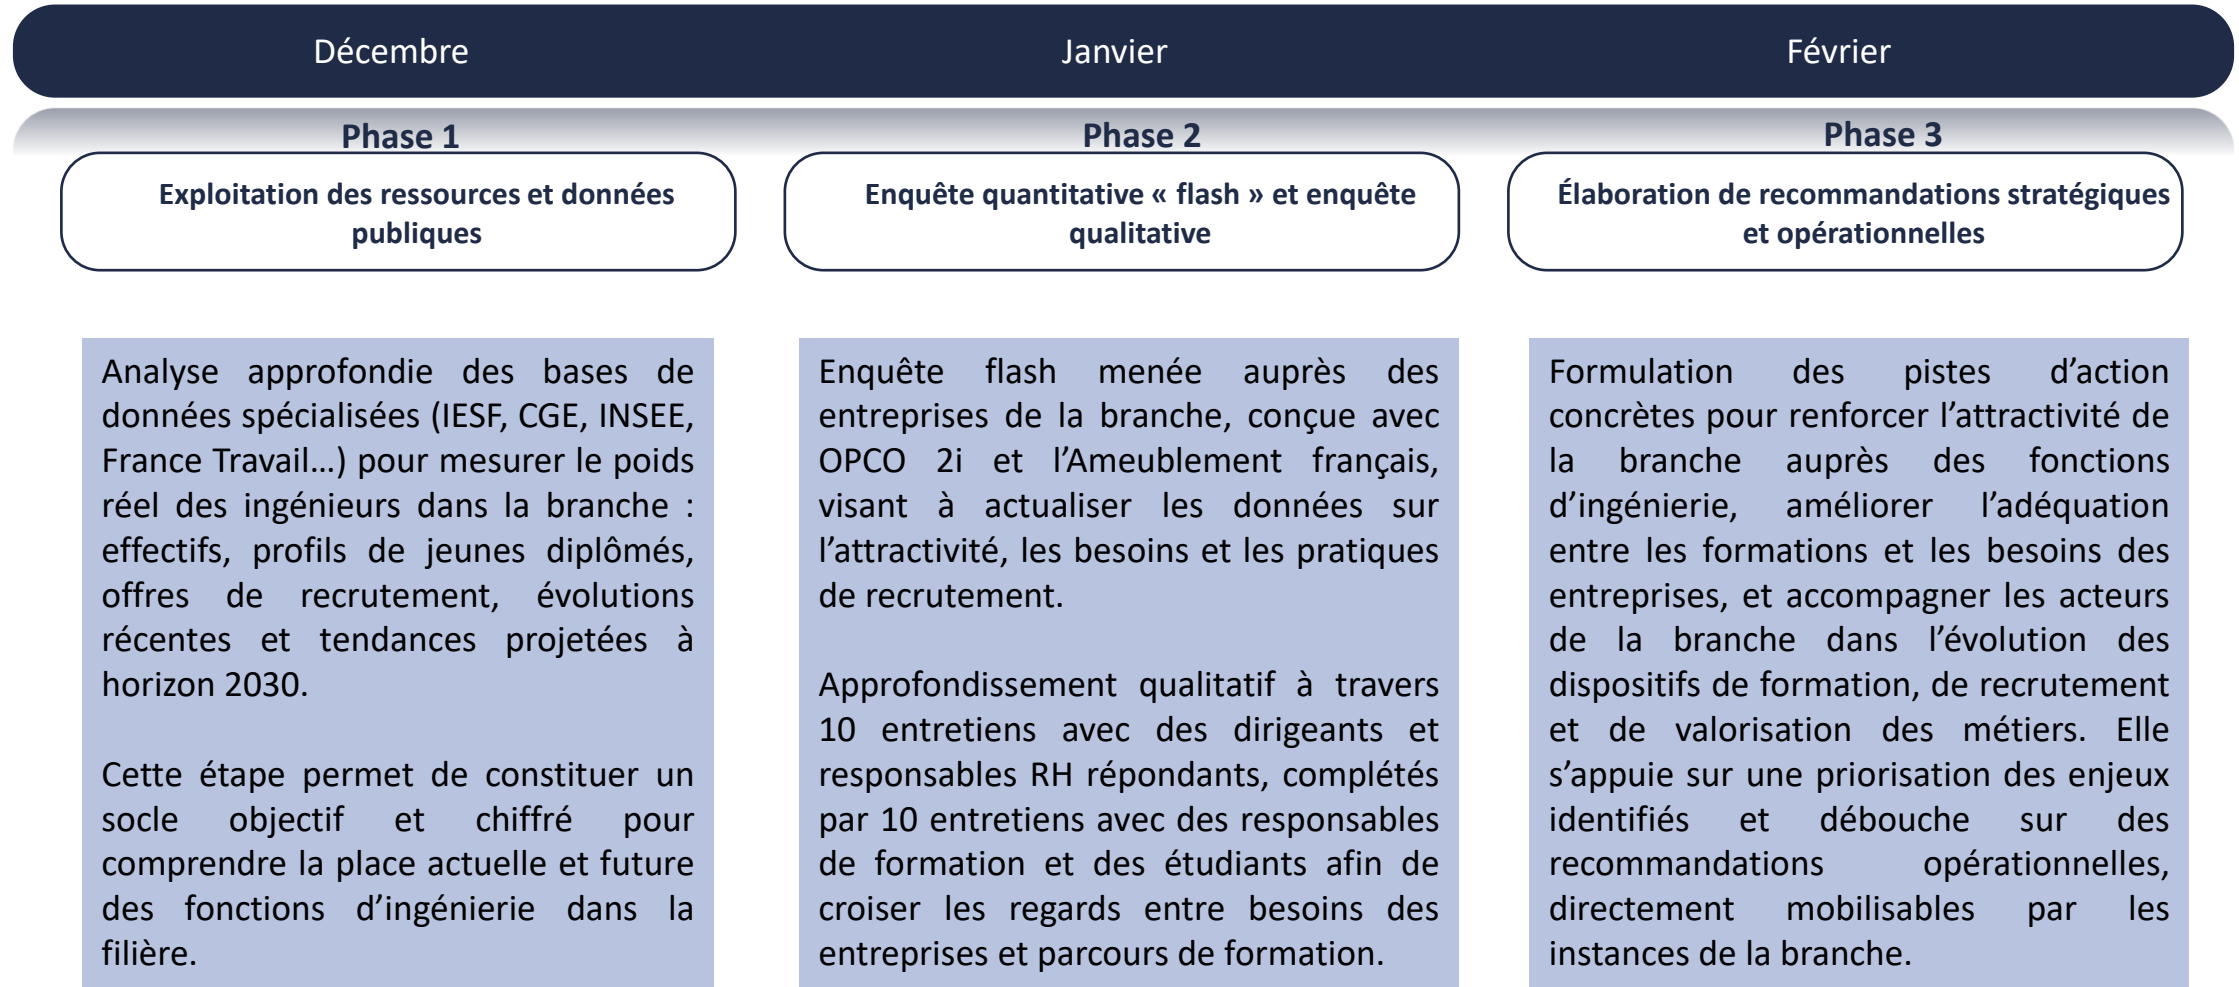 Décembre
Janvier
Février
Phase 1
Exploitation des ressources et données
publiques
Analyse approfondie des bases de
données spécialisées (IESF, CGE, INSEE,
France Travail…) pour mesurer le poids
réel des ingénieurs dans la branche :
effectifs, profils de jeunes diplômés,
offres de recrutement, évolutions
récentes et tendances projetées à
horizon 2030.
Cette étape permet de constituer un
socle objectif et chiffré pour
comprendre la place actuelle et future
des fonctions d’ingénierie dans la
filière.
Phase 2
Enquête quantitative « flash » et enquête
qualitative
Enquête flash menée auprès des
entreprises de la branche, conçue avec
OPCO 2i et l’Ameublement français,
visant à actualiser les données sur
l’attractivité, les besoins et les pratiques
de recrutement.
Approfondissement qualitatif à travers
10 entretiens avec des dirigeants et
responsables RH répondants, complétés
par 10 entretiens avec des responsables
de formation et des étudiants afin de
croiser les regards entre besoins des
entreprises et parcours de formation.
Phase 3
Élaboration de recommandations stratégiques
et opérationnelles
Formulation des pistes d’action
concrètes pour renforcer l’attractivité de
la branche auprès des fonctions
d’ingénierie, améliorer l’adéquation
entre les formations et les besoins des
entreprises, et accompagner les acteurs
de la branche dans l’évolution des
dispositifs de formation, de recrutement
et de valorisation des métiers. Elle
s’appuie sur une priorisation des enjeux
identifiés et débouche sur des
recommandations opérationnelles,
directement mobilisables par les
instances de la branche.